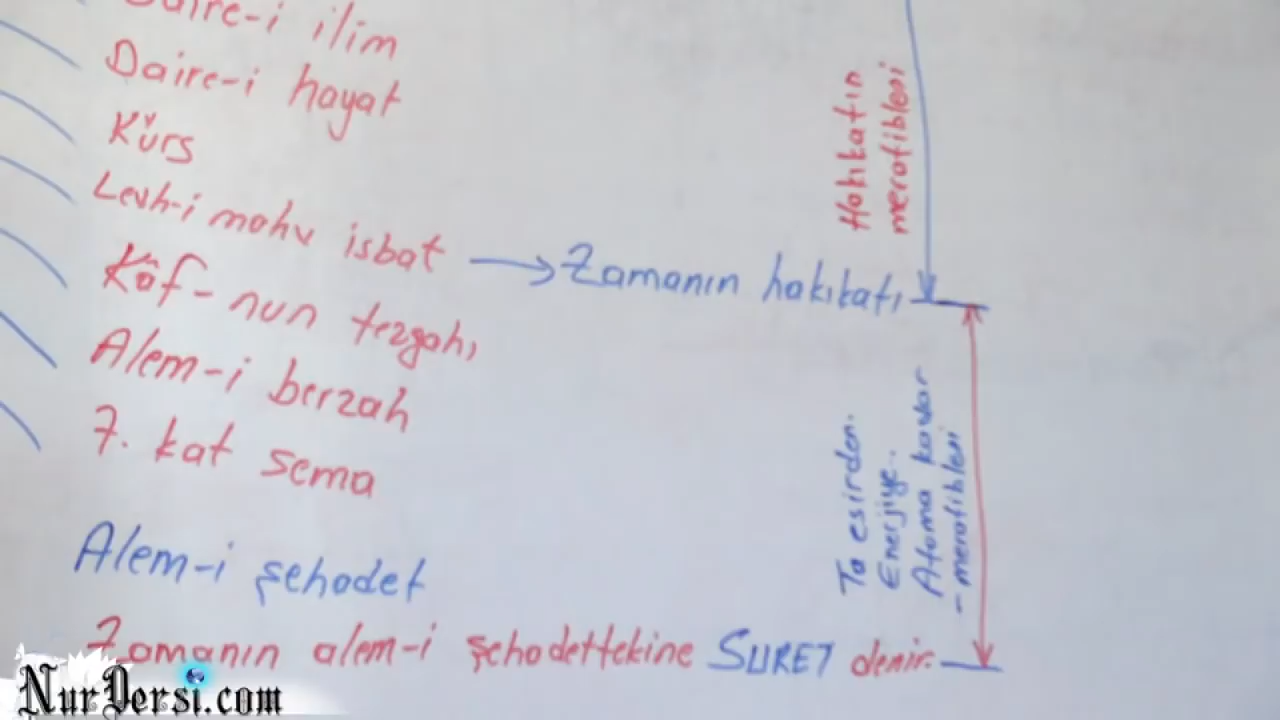 Daire-i ilim
Daire-i hayat
Kürs
Levh-i mahv isbat → Zamanın hakikatı
Kâf-nun tezgahı
Alem-i berzah
7. kat sema
Alem-i şehadet
Zamanın alem-i şehadettekine SURET denir.
Hakikatın
meratibleri
Ta esirden.
Enerjiye.
Atoma kadar
- meratibleri
NurDersi.com